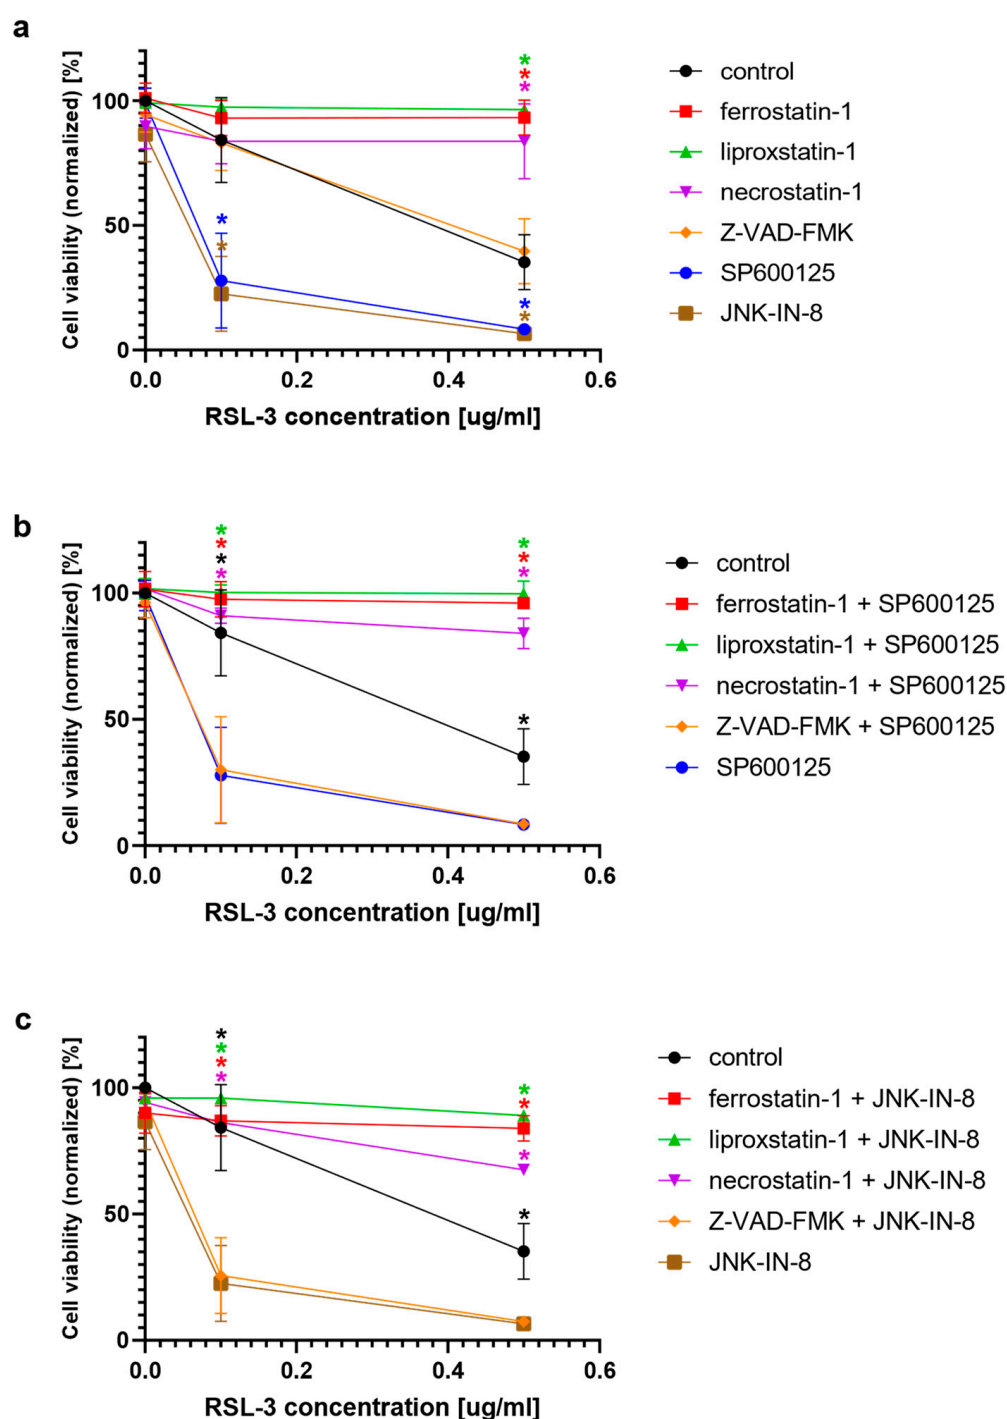 a
Cell viability (normalized) [%]
100
50
0
0.0 0.2 0.4 0.6
RSL-3 concentration [ug/ml]
* * *
* *
* *
control
ferrostatin-1
liproxstatin-1
necrostatin-1
Z-VAD-FMK
SP600125
JNK-IN-8
b
Cell viability (normalized) [%]
100
50
0
0.0 0.2 0.4 0.6
RSL-3 concentration [ug/ml]
* * * *
* * *
*
control
ferrostatin-1 + SP600125
liproxstatin-1 + SP600125
necrostatin-1 + SP600125
Z-VAD-FMK + SP600125
SP600125
c
Cell viability (normalized) [%]
100
50
0
0.0 0.2 0.4 0.6
RSL-3 concentration [ug/ml]
* * * *
* *
*
*
control
ferrostatin-1 + JNK-IN-8
liproxstatin-1 + JNK-IN-8
necrostatin-1 + JNK-IN-8
Z-VAD-FMK + JNK-IN-8
JNK-IN-8